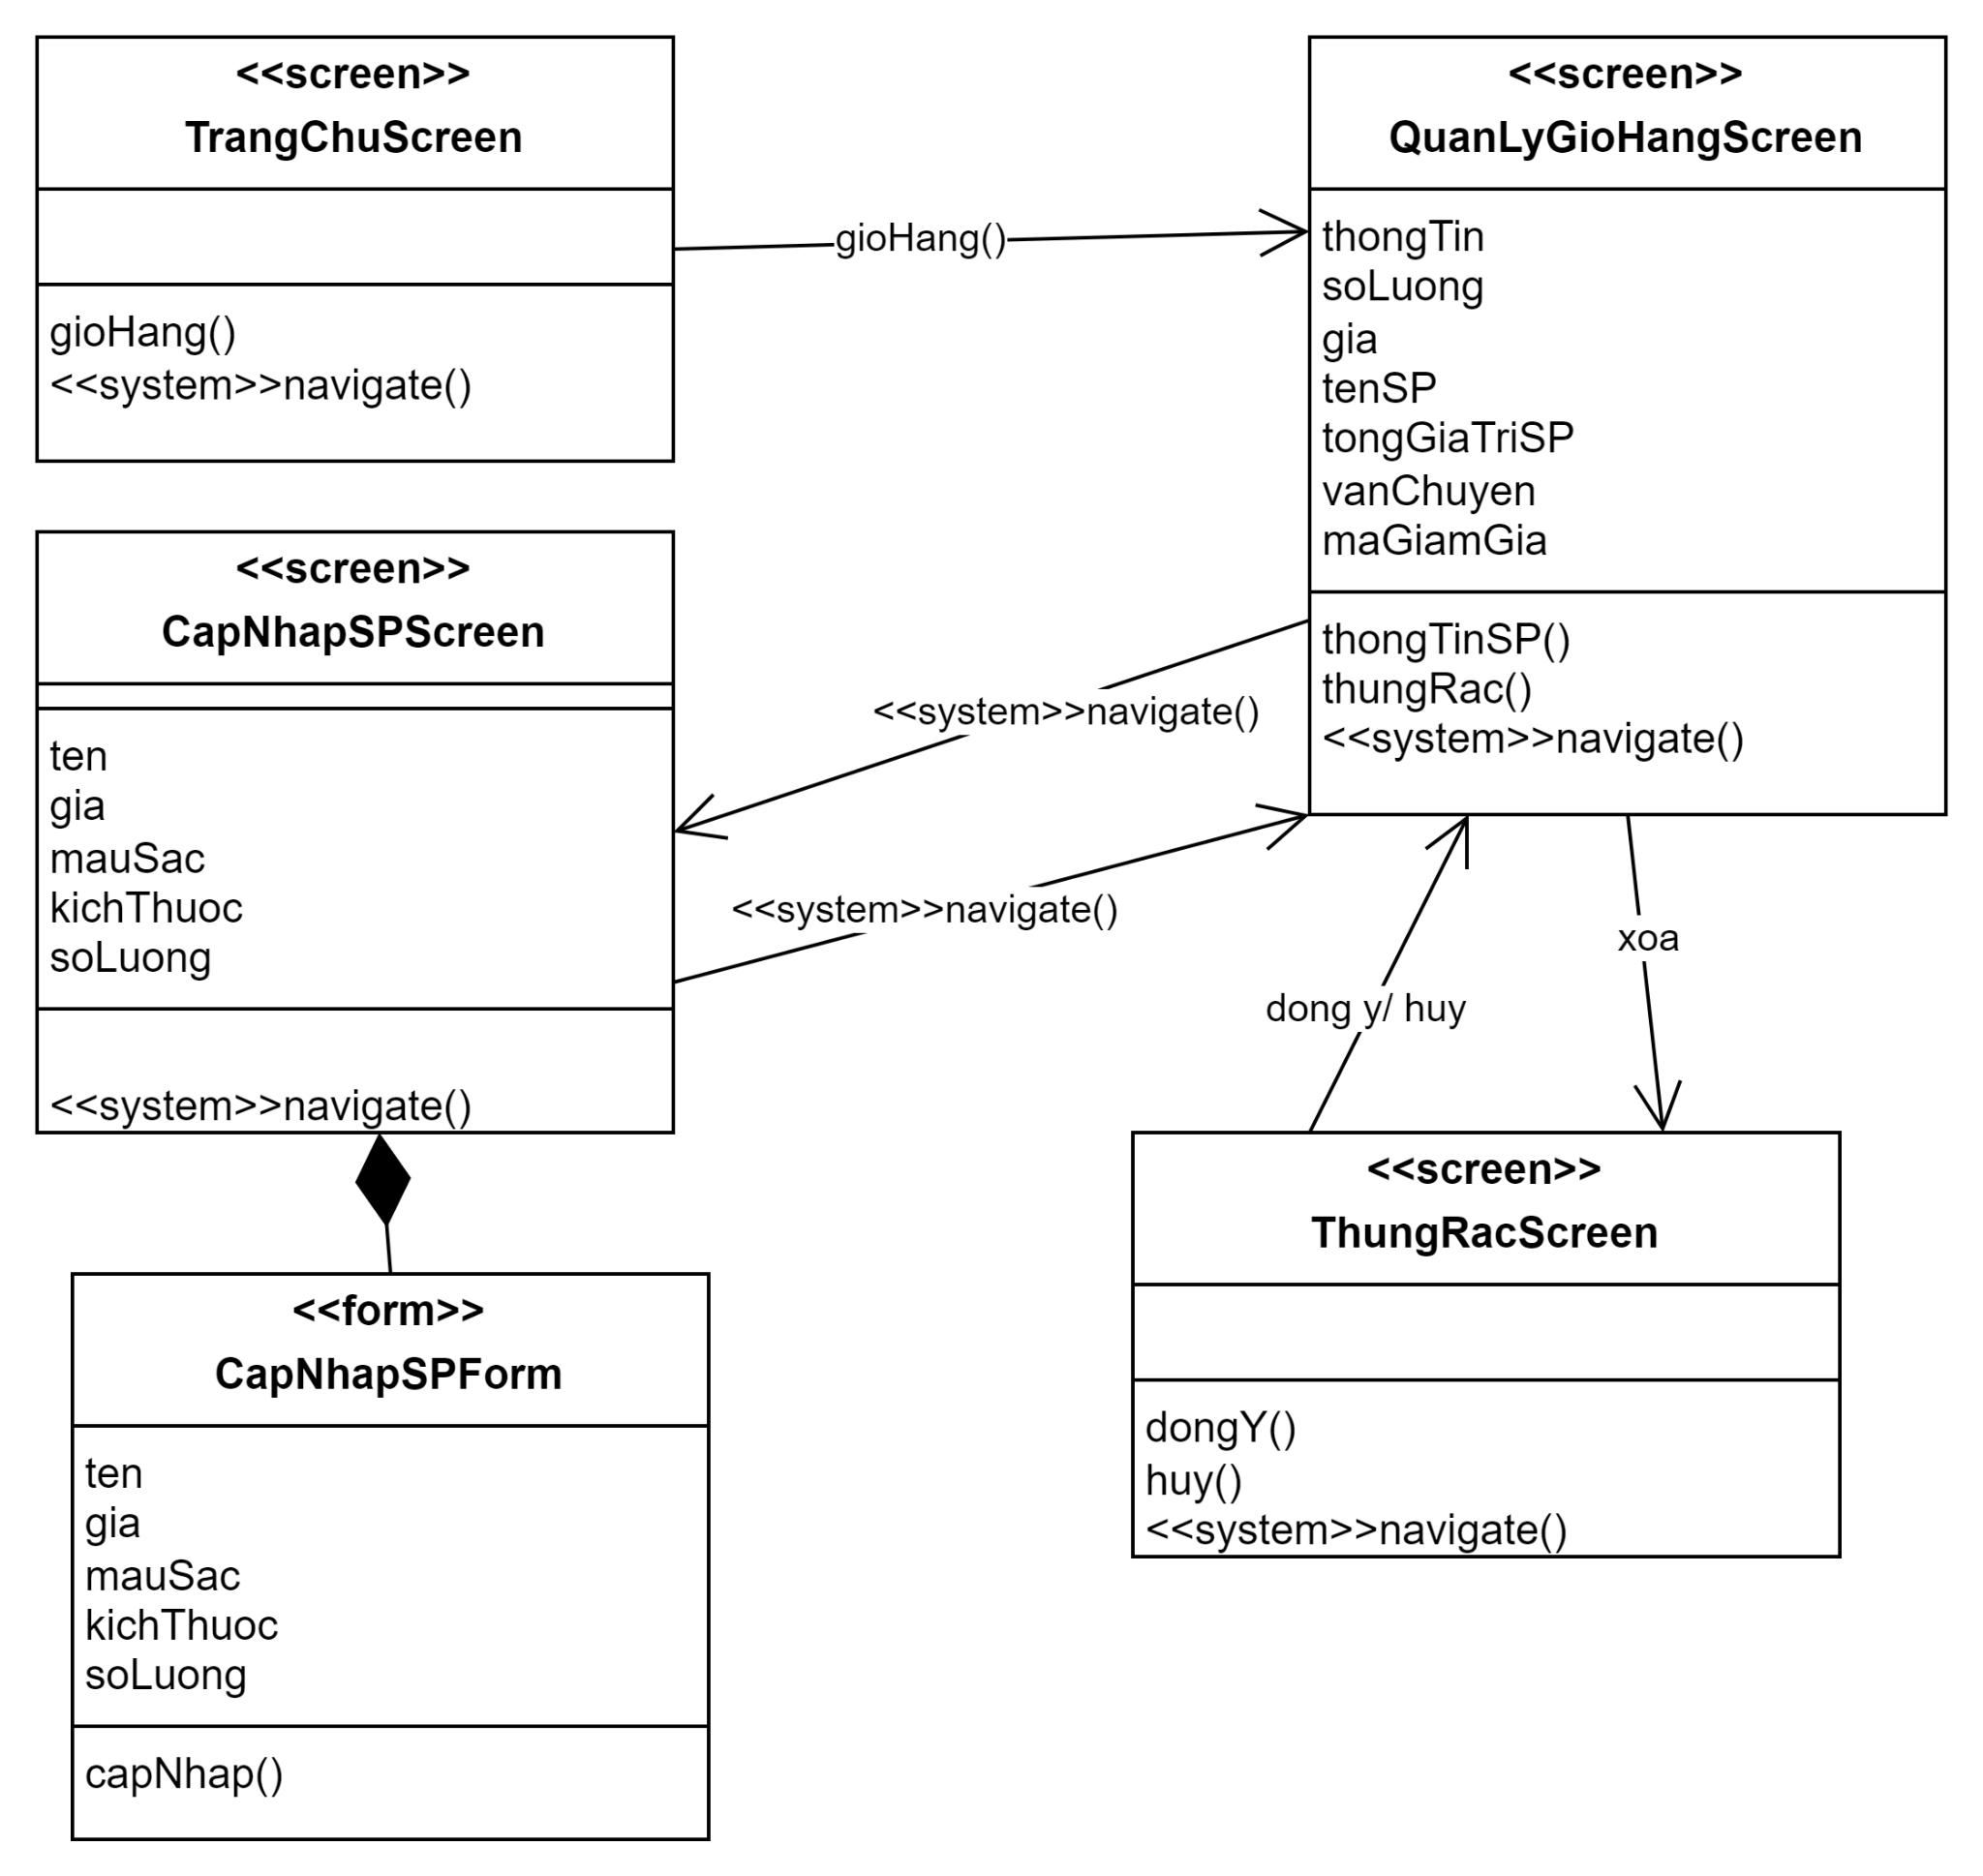 <<screen>>
TrangChuScreen
gioHang()
<<system>>navigate()
gioHang()
<<screen>>
QuanLyGioHangScreen
thongTin
soLuong
gia
tenSP
tongGiaTriSP
vanChuyen
maGiamGia
thongTinSP()
thungRac()
<<system>>navigate()
<<screen>>
CapNhapSPScreen
ten
gia
mauSac
kichThuoc
soLuong
<<system>>navigate()
<<system>>navigate()
<<system>>navigate()
dong y/ huy
xoa
<<form>>
CapNhapSPForm
ten
gia
mauSac
kichThuoc
soLuong
capNhap()
<<screen>>
ThungRacScreen
dongY()
huy()
<<system>>navigate()